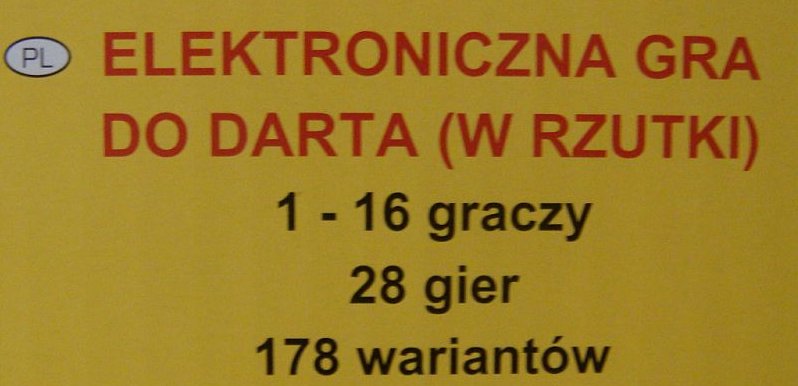 PL ELEKTRONICZNA GRA
DO DARTA (W RZUTKI)
1 - 16 graczy
28 gier
178 wariantów